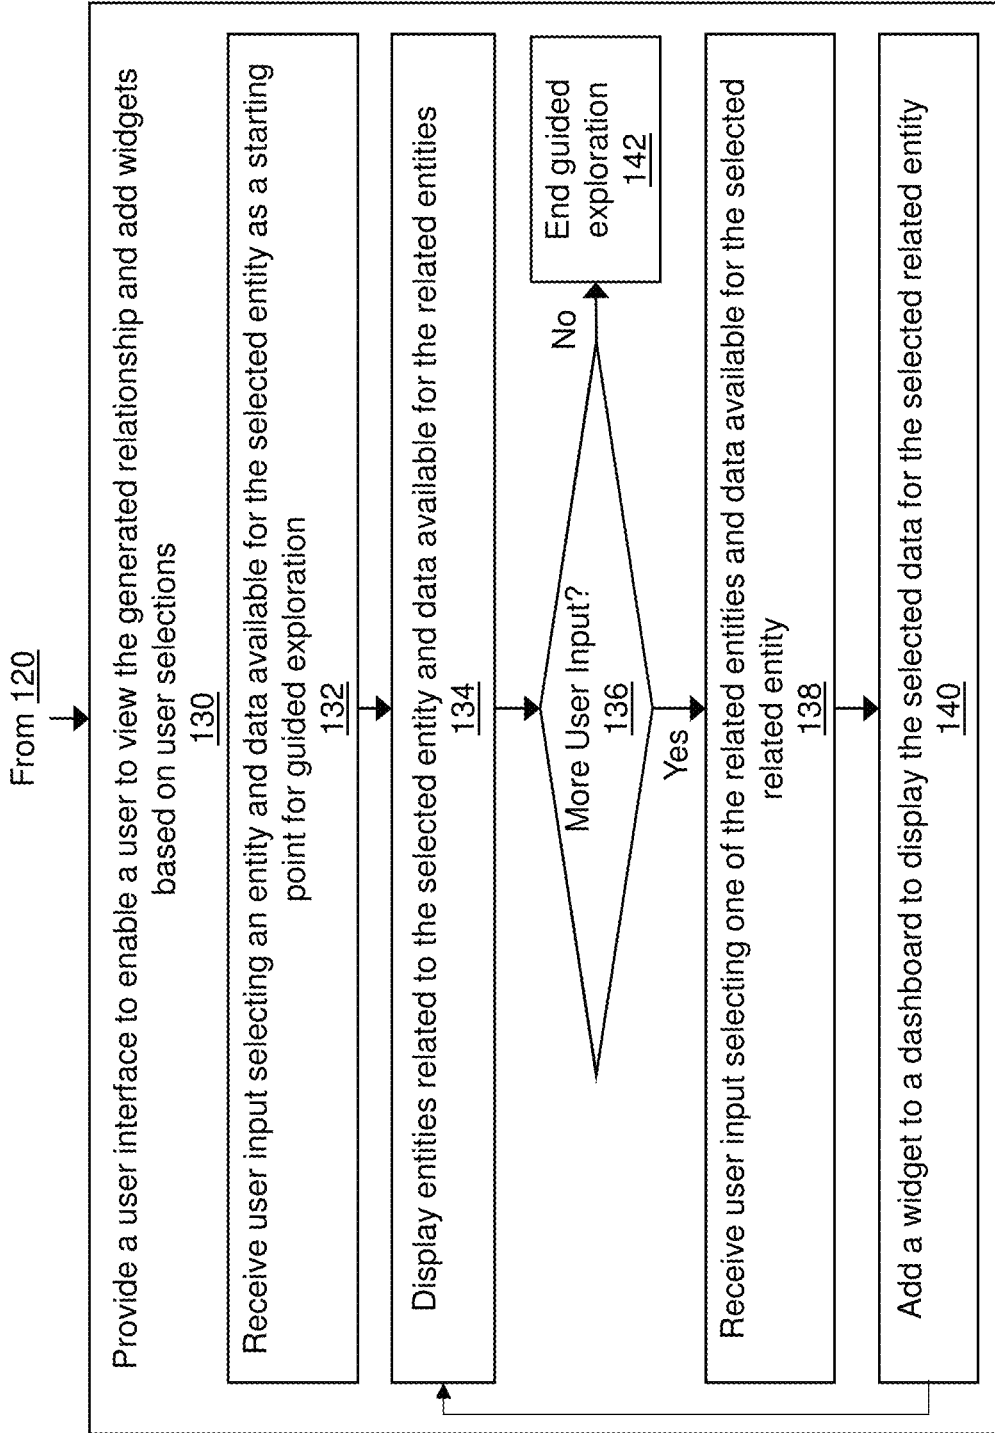 From 120
Provide a user interface to enable a user to view the generated relationship and add widgets
based on user selections
130
Receive user input selecting an entity and data available for the selected entity as a starting
point for guided exploration
132
Display entities related to the selected entity and data available for the related entities
134
More User Input?
136
No
End guided
exploration
142
Yes
Receive user input selecting one of the related entities and data available for the selected
related entity
138
Add a widget to a dashboard to display the selected data for the selected related entity
140